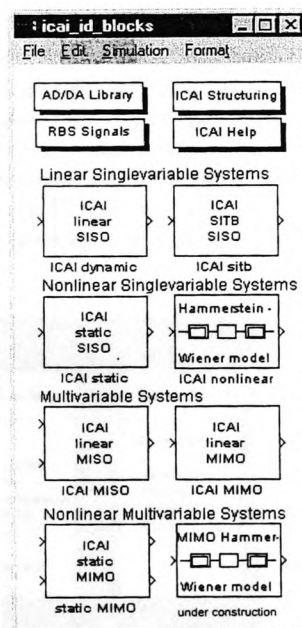 icai_id_blocks
File Edit Simulation Format
AD/DA Library ICAI Structuring
RBS Signals ICAI Help
Linear Singlevariable Systems
ICAI linear SISO
ICAI SITB SISO
ICAI dynamic ICAI sitb
Nonlinear Singlevariable Systems
ICAI static SISO
Hammerstein - Wiener model
ICAI static ICAI nonlinear
Multivariable Systems
ICAI linear MISO
ICAI linear MIMO
ICAI MISO ICAI MIMO
Nonlinear Multivariable Systems
ICAI static MIMO
MIMO Hammer- Wiener model
static MIMO under construction